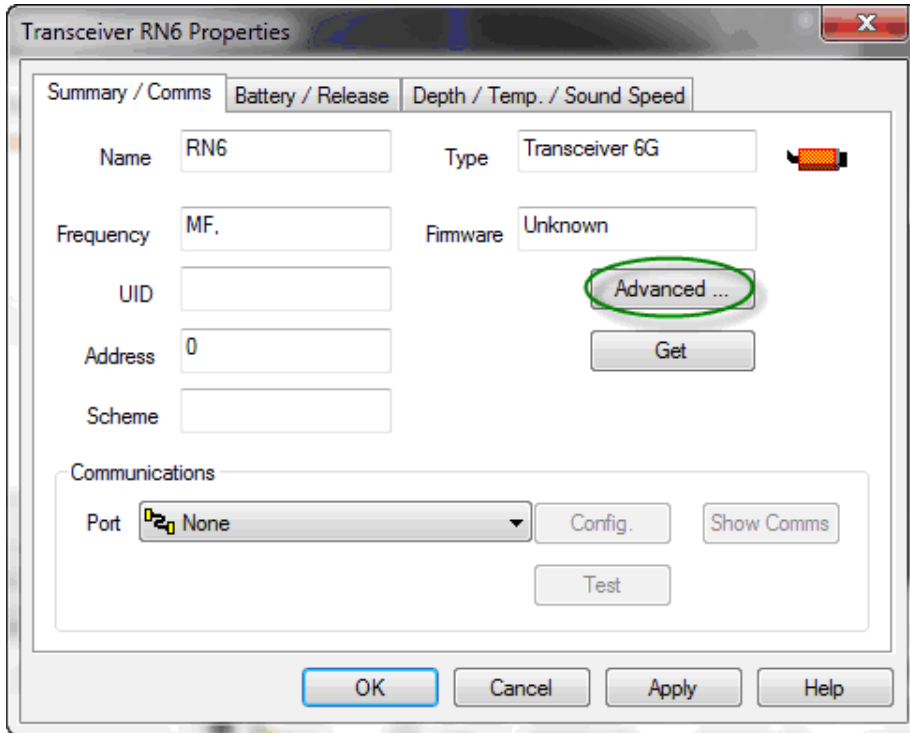 Transceiver RN6 Properties
Summary / Comms Battery / Release Depth / Temp. / Sound Speed
Name RN6 Type Transceiver 6G
Frequency MF, Firmware Unknown
UID Advanced ...
Address 0 Get
Scheme
Communications
Port None Config. Show Comms
Test
OK Cancel Apply Help